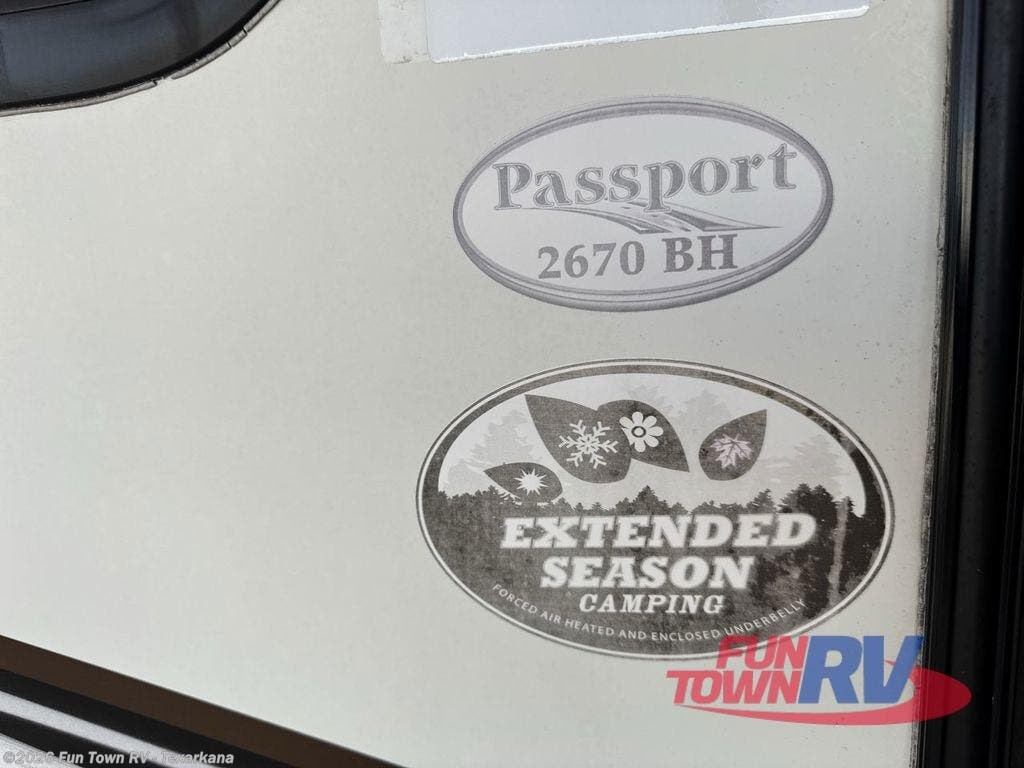 Passport
2670 BH
EXTENDED
SEASON
CAMPING
FORCED AIR HEATED AND ENCLOSED UNDERBELLY
FUN
TOWN RV
©2026 Fun Town RV - Texarkana